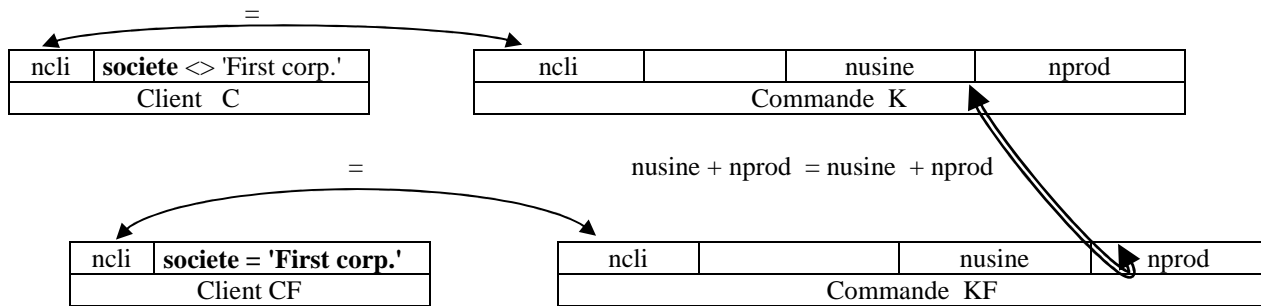 =
ncli societe <> 'First corp.' ncli nusine nprod
Client C Commande K
= nusine + nprod = nusine + nprod
ncli societe = 'First corp.' ncli nusine nprod
Client CF Commande KF